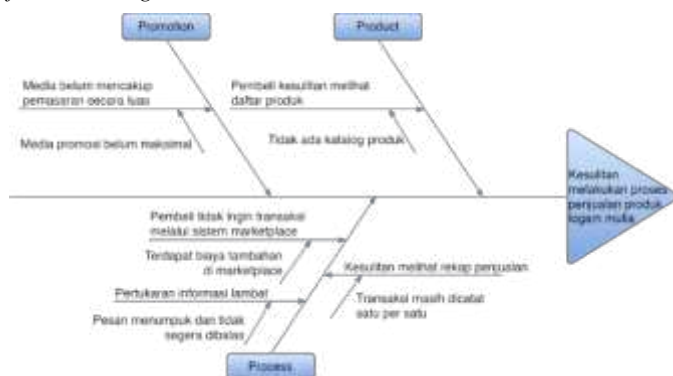 Promotion
Product
Media belum mencakup
pemasaran secara luas
Media promosi belum maksimal
Pembeli kesulitan melihat
daftar produk
Tidak ada katalog produk
Kesulitan
melakukan proses
penjualan produk
logam mulia
Pembeli tidak ingin transaksi
melalui sistem marketplace
Terdapat biaya tambahan
di marketplace
Kesulitan melihat rekap penjualan
Transaksi masih dicatat
satu per satu
Pertukaran informasi lambat
Pesan menumpuk dan tidak
segera dibalas
Process